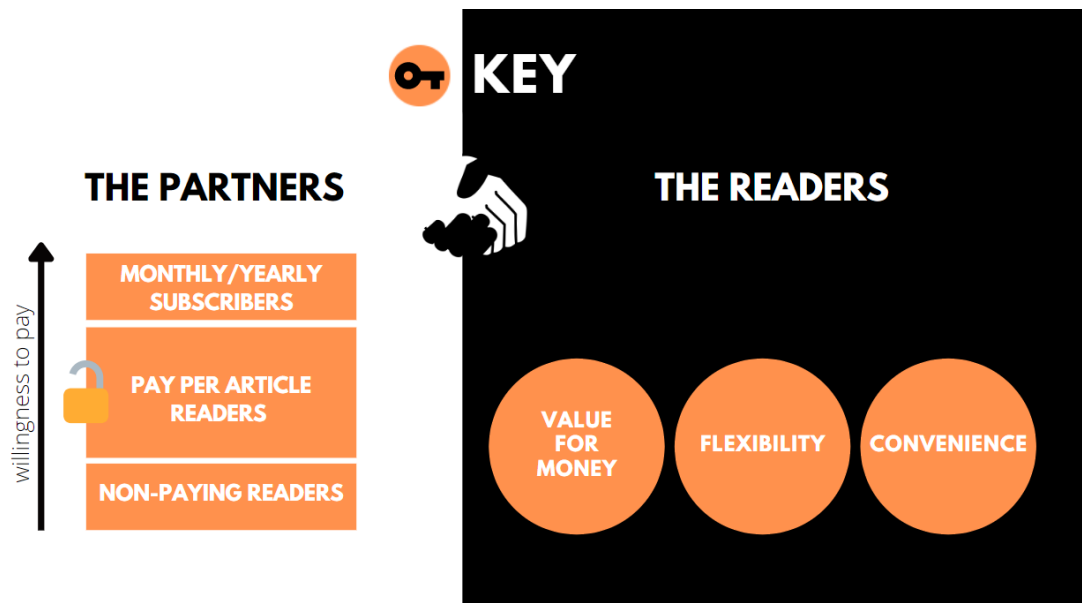 KEY
THE PARTNERS
willingness to pay
MONTHLY/YEARLY
SUBSCRIBERS
PAY PER ARTICLE
READERS
NON-PAYING READERS
THE READERS
VALUE
FOR
MONEY
FLEXIBILITY
CONVENIENCE